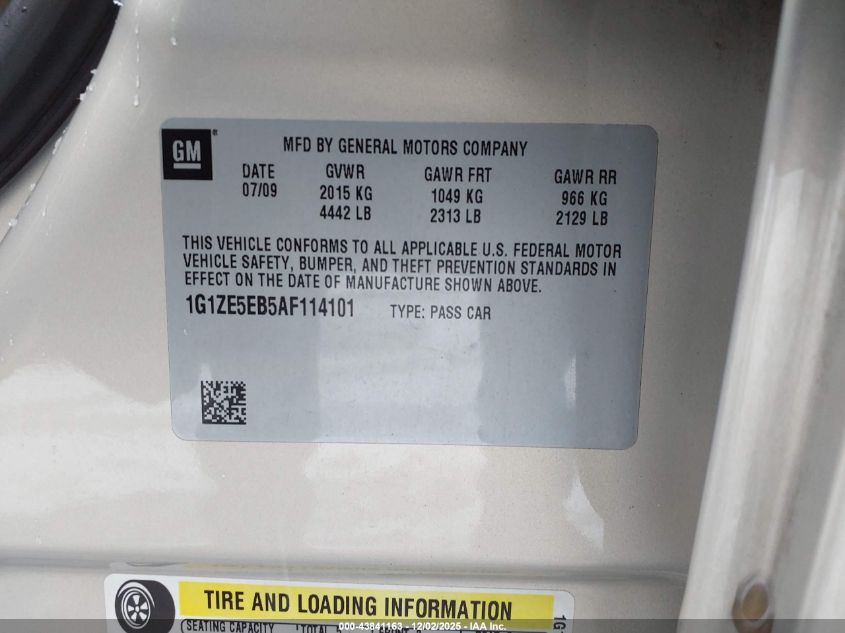 GM®
MFD BY GENERAL MOTORS COMPANY
DATE GVWR GAWR FRT GAWR RR
07/09 2015 KG 1049 KG 966 KG
4442 LB 2313 LB 2129 LB
THIS VEHICLE CONFORMS TO ALL APPLICABLE U.S. FEDERAL MOTOR
VEHICLE SAFETY, BUMPER, AND THEFT PREVENTION STANDARDS IN
EFFECT ON THE DATE OF MANUFACTURE SHOWN ABOVE.
1G1ZE5EB5AF114101 TYPE: PASS CAR
TIRE AND LOADING INFORMATION
SEATING CAPACITY
000-43841163 - 12/02/2025 - IAA Inc.